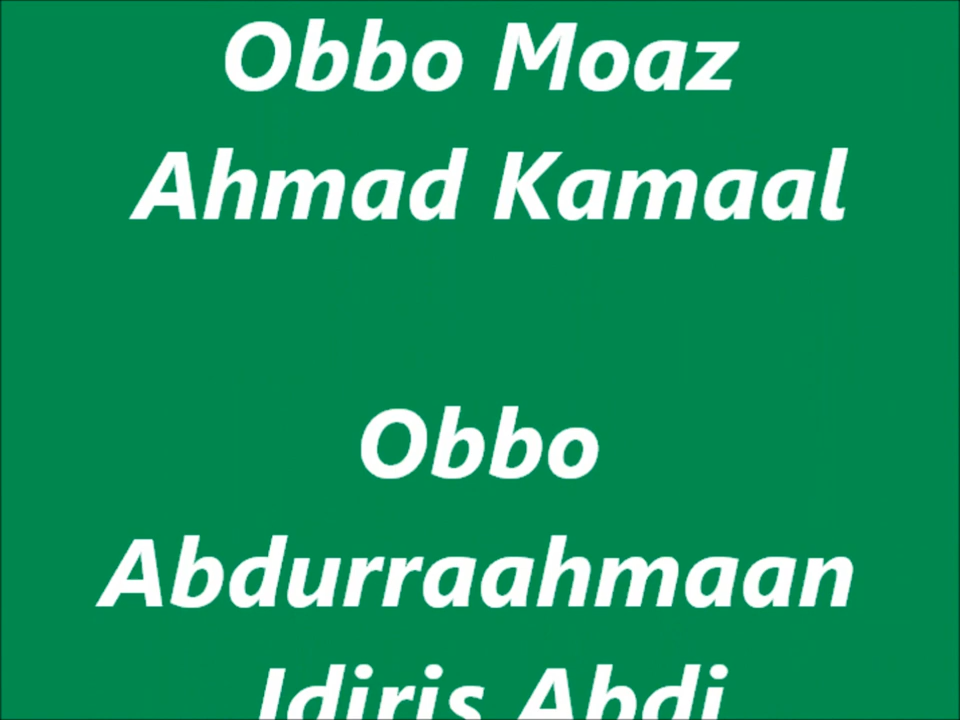 Obbo Moaz
Ahmad Kamaal
Obbo
Abdurraahmaan
Idiris Abdi